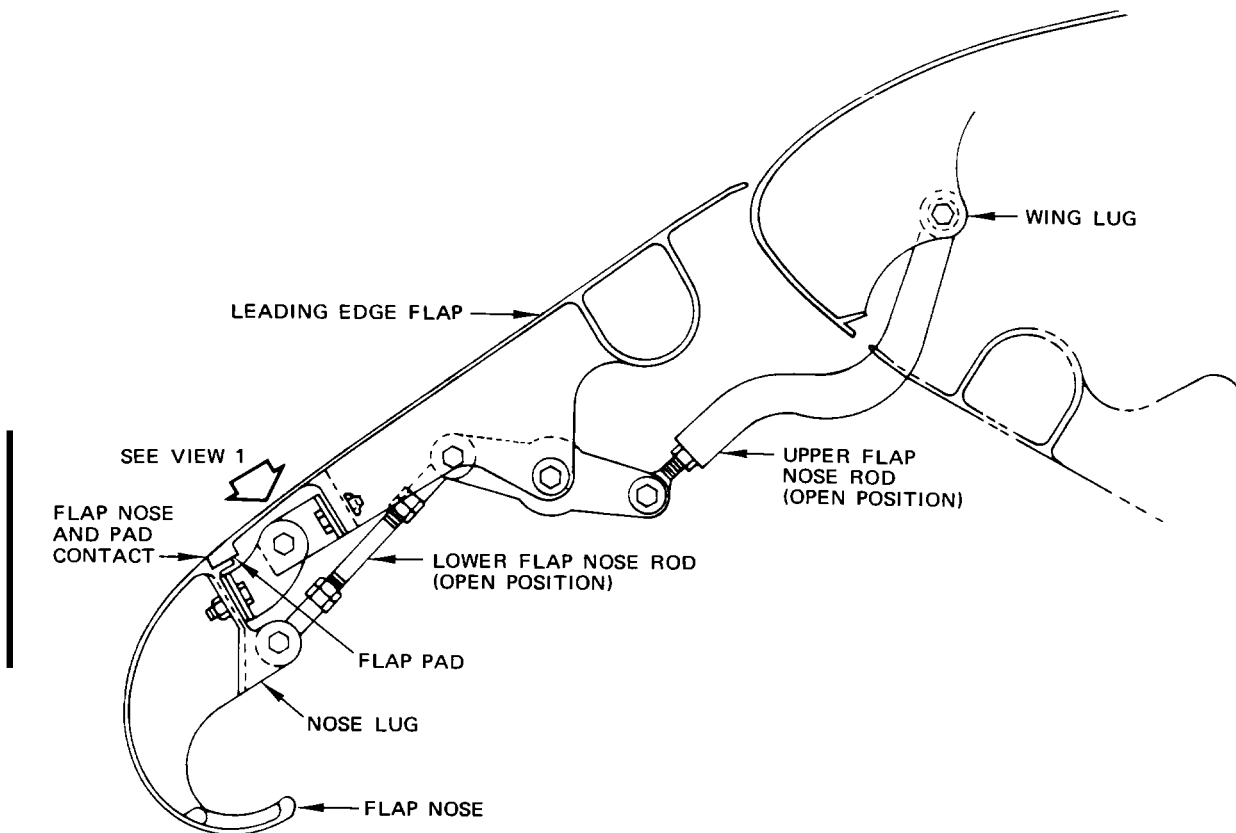 WING LUG
LEADING EDGE FLAP
SEE VIEW 1
UPPER FLAP
NOSE ROD
(OPEN POSITION)
FLAP NOSE
AND PAD
CONTACT
LOWER FLAP NOSE ROD
(OPEN POSITION)
FLAP PAD
NOSE LUG
FLAP NOSE